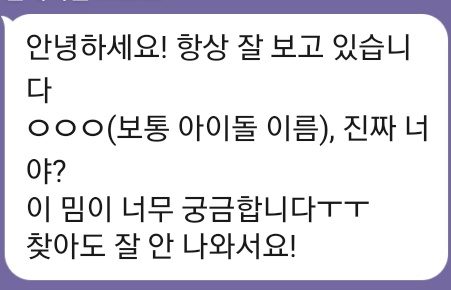 안녕하세요! 항상 잘 보고 있습니
다
ㅇㅇㅇ(보통 아이돌 이름), 진짜 너
야?
이 밈이 너무 궁금합니다ㅜㅜ
찾아도 잘 안 나와서요!